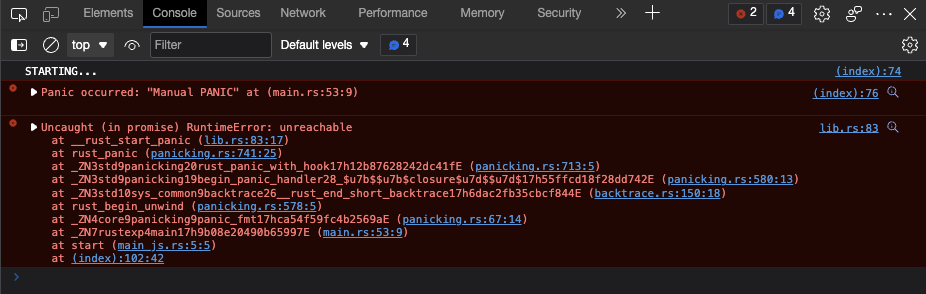 Elements Console Sources Network Performance Memory Security 2 4
top Filter Default levels 4
STARTING... (index):74
Panic occurred: "Manual PANIC" at (main.rs:53:9) (index):76
Uncaught (in promise) RuntimeError: unreachable lib.rs:83
at __rust_start_panic (lib.rs:83:17)
at rust_panic (panicking.rs:741:25)
at _ZN3std9panicking20rust_panic_with_hook17h12b87628242dc41fE (panicking.rs:713:5)
at _ZN3std9panicking19begin_panic_handler28_$u7b$$u7b$closure$u7d$$u7d$17h55ffcd18f28dd742E (panicking.rs:580:13)
at _ZN3std10sys_common9backtrace26__rust_end_short_backtrace17h6dac2fb35cbcf844E (backtrace.rs:150:18)
at rust_begin_unwind (panicking.rs:578:5)
at _ZN4core9panicking9panic_fmt17hca54f59fc4b2569aE (panicking.rs:67:14)
at _ZN7rustexp4main17h9b08e20490b65997E (main.rs:53:9)
at start (main_js.rs:5:5)
at (index):102:42